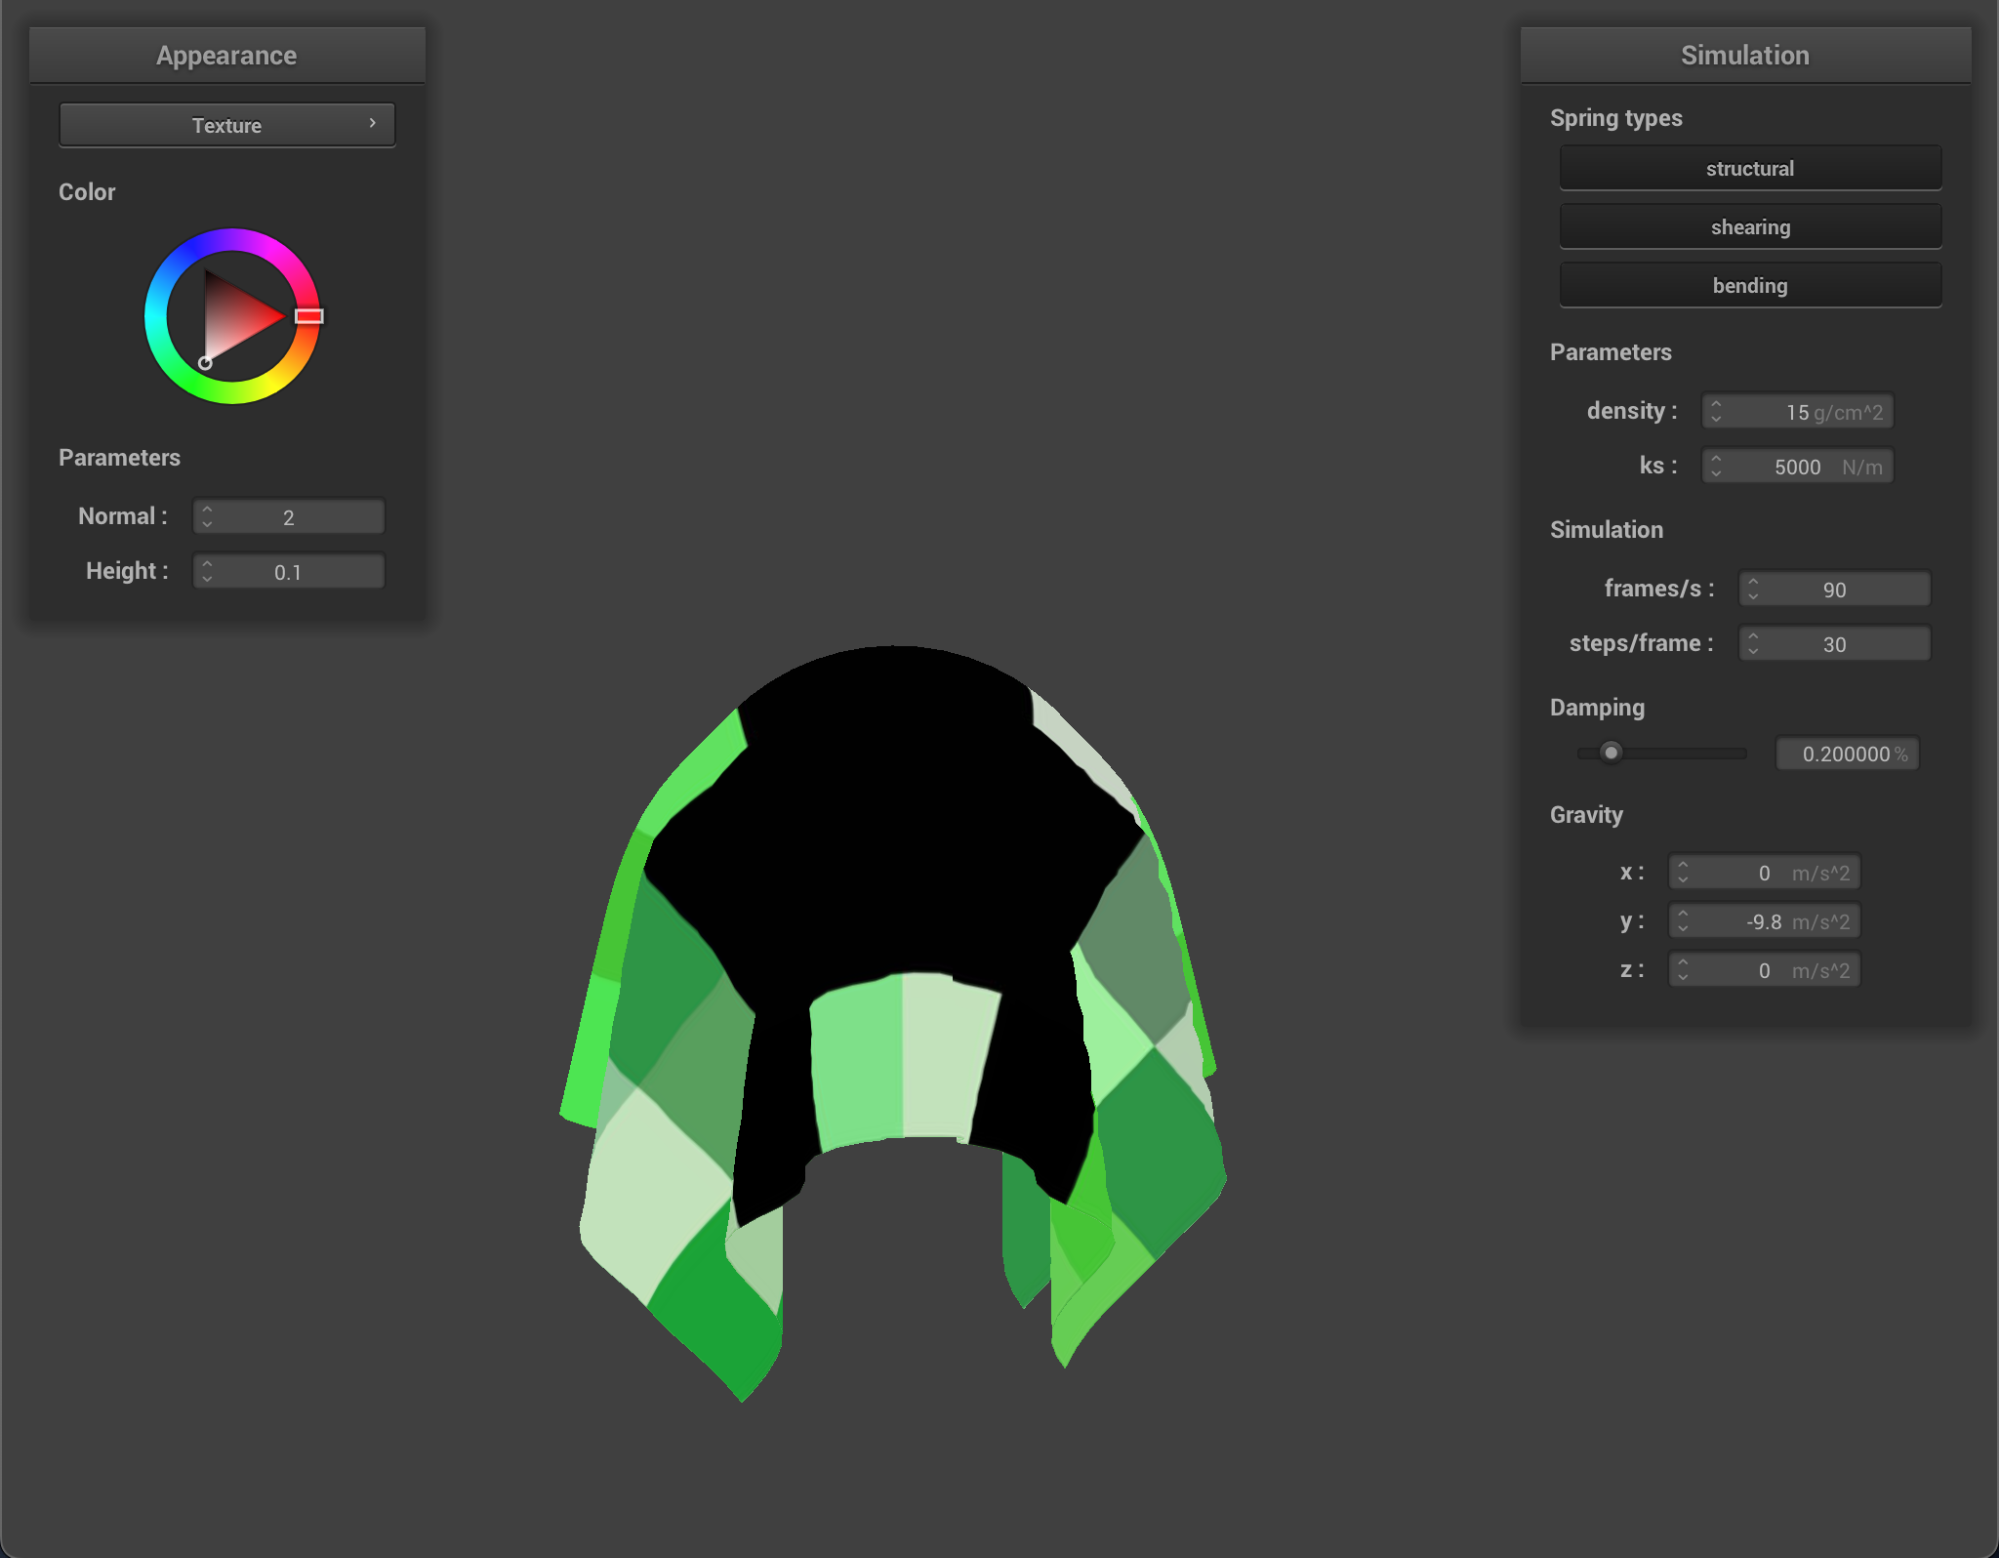 Appearance
Texture
Color
Parameters
Normal : 2
Height : 0.1
Simulation
Spring types
structural
shearing
bending
Parameters
density : 15 g/cm^2
ks : 5000 N/m
Simulation
frames/s : 90
steps/frame : 30
Damping
0.200000 %
Gravity
x : 0 m/s^2
y : -9.8 m/s^2
z : 0 m/s^2